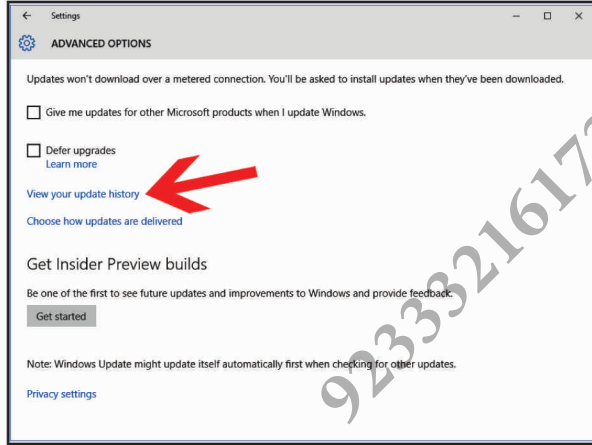 Settings
ADVANCED OPTIONS
Updates won't download over a metered connection. You'll be asked to install updates when they've been downloaded.
Give me updates for other Microsoft products when I update Windows.
Defer upgrades
Learn more
View your update history
Choose how updates are delivered
Get Insider Preview builds
Be one of the first to see future updates and improvements to Windows and provide feedback.
Get started
Note: Windows Update might update itself automatically first when checking for other updates.
Privacy settings